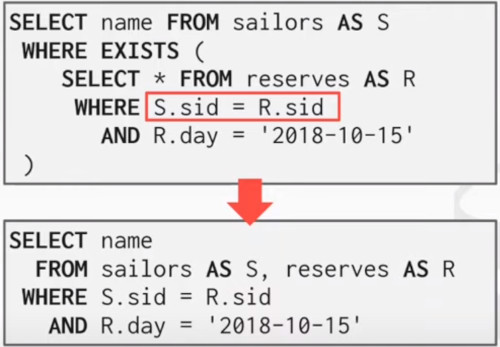 SELECT name FROM sailors AS S
WHERE EXISTS (
SELECT * FROM reserves AS R
WHERE S.sid = R.sid
AND R.day = '2018-10-15'
)
SELECT name
FROM sailors AS S, reserves AS R
WHERE S.sid = R.sid
AND R.day = '2018-10-15'